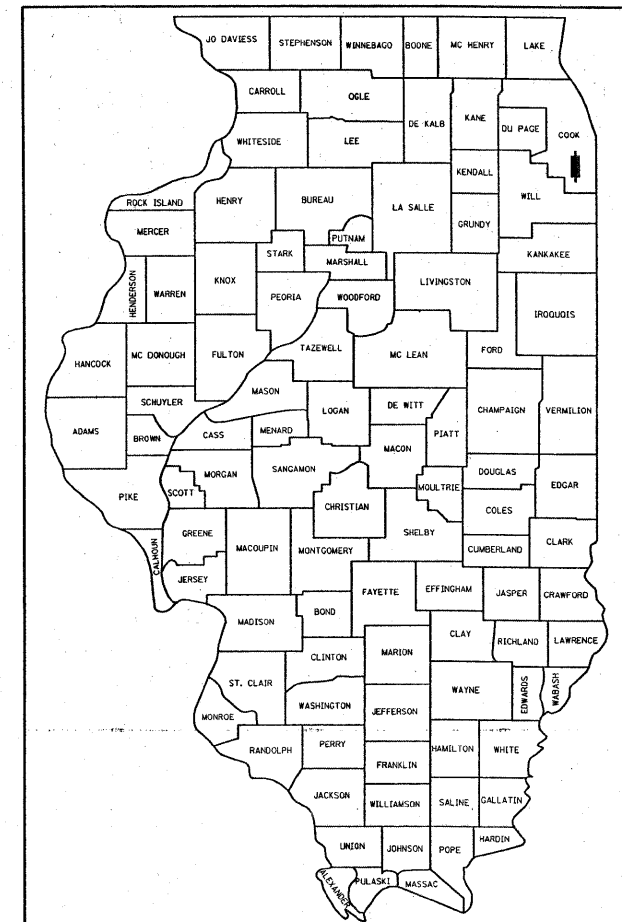 JO DAVIESS
STEPHENSON
WINNEBAGO
BOONE
MC HENRY
LAKE
CARROLL
OGLE
DE KALB
KANE
DU PAGE
COOK
WHITESIDE
LEE
KENDALL
WILL
ROCK ISLAND
HENRY
BUREAU
LA SALLE
GRUNDY
MERCER
PUTNAM
STARK
MARSHALL
KANKAKEE
HENDERSON
WARREN
KNOX
PEORIA
WOODFORD
LIVINGSTON
IROQUOIS
HANCOCK
MC DONOUGH
FULTON
TAZEWELL
MC LEAN
FORD
MASON
SCHUYLER
LOGAN
DE WITT
CHAMPAIGN
VERMILION
ADAMS
BROWN
CASS
MENARD
PIATT
MACON
PIKE
SCOTT
MORGAN
SANGAMON
MOULTRIE
DOUGLAS
EDGAR
CHRISTIAN
COLES
CALHOUN
GREENE
MACOUPIN
MONTGOMERY
SHELBY
CUMBERLAND
CLARK
JERSEY
FAYETTE
EFFINGHAM
JASPER
CRAWFORD
MADISON
BOND
CLAY
RICHLAND
LAWRENCE
CLINTON
MARION
ST. CLAIR
WAYNE
EDWARDS
WABASH
MONROE
WASHINGTON
JEFFERSON
RANDOLPH
PERRY
HAMILTON
WHITE
FRANKLIN
JACKSON
WILLIAMSON
SALINE
GALLATIN
UNION
JOHNSON
POPE
HARDIN
ALEXANDER
PULASKI
MASSAC